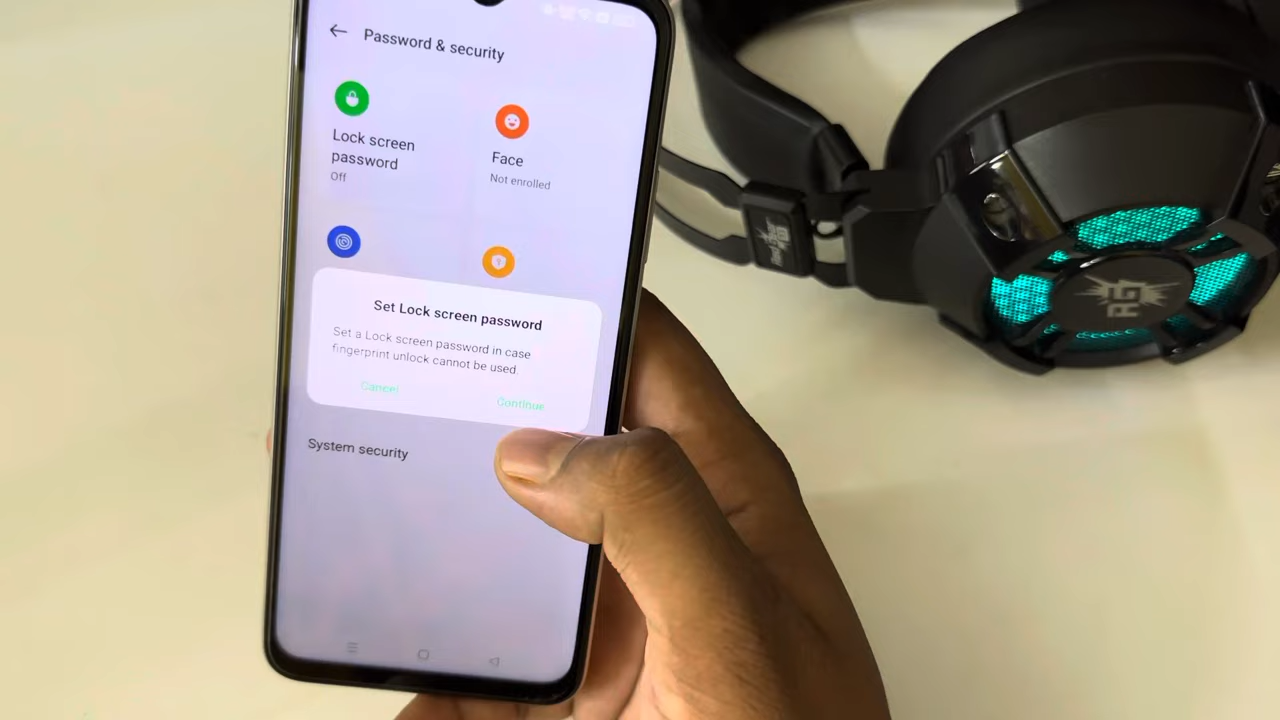 Password & security
Lock screen
password
Off
Face
Not enrolled
Set Lock screen password
Set a Lock screen password in case
fingerprint unlock cannot be used.
Cancel
Continue
System security